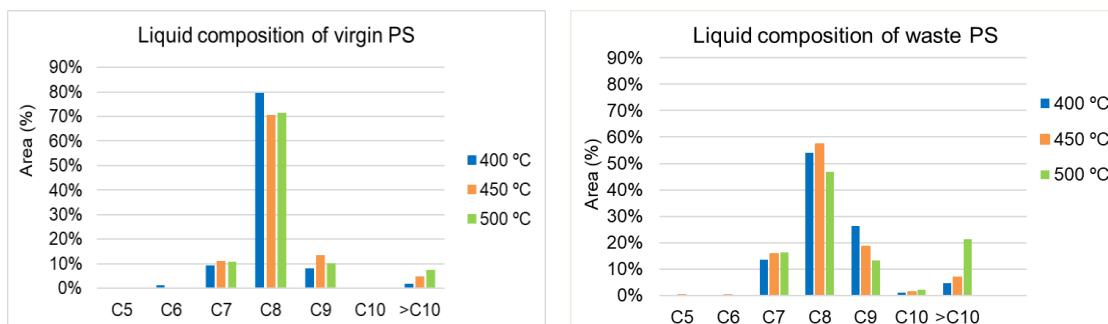 Liquid composition of virgin PS
Area (%)
90%
80%
70%
60%
50%
40%
30%
20%
10%
0%
C5 C6 C7 C8 C9 C10 >C10
400 ºC
450 ºC
500 ºC
Liquid composition of waste PS
Area (%)
90%
80%
70%
60%
50%
40%
30%
20%
10%
0%
C5 C6 C7 C8 C9 C10 >C10
400 ºC
450 ºC
500 ºC